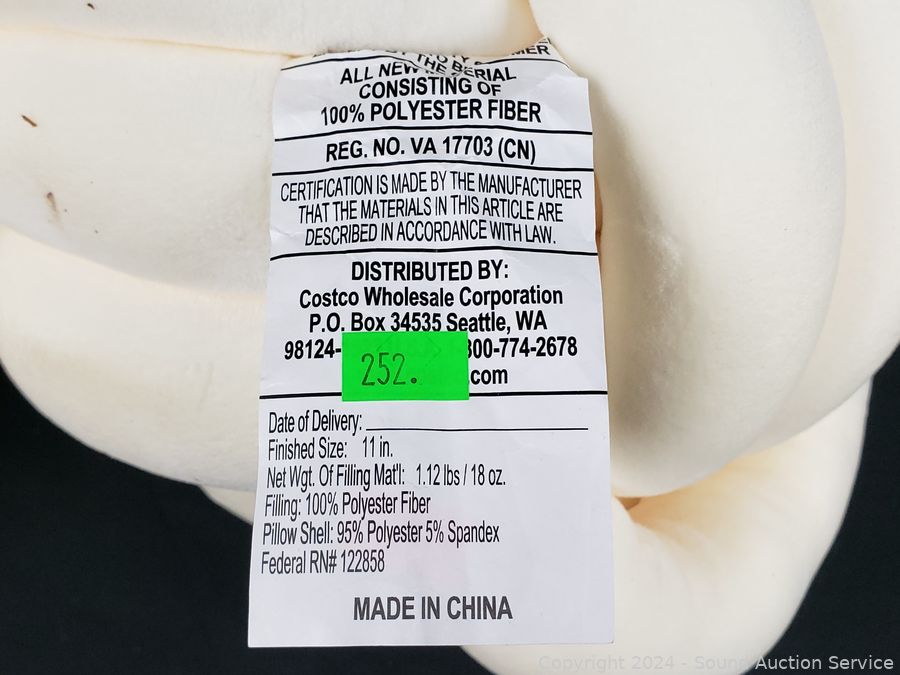 ALL NEW
CONSISTING OF
100% POLYESTER FIBER
REG. NO. VA 17703 (CN)
CERTIFICATION IS MADE BY THE MANUFACTURER
THAT THE MATERIALS IN THIS ARTICLE ARE
DESCRIBED IN ACCORDANCE WITH LAW.
DISTRIBUTED BY:
Costco Wholesale Corporation
P.O. Box 34535 Seattle, WA
98124- 800-774-2678
252. .com
Date of Delivery:
Finished Size: 11 in.
Net Wgt. Of Filling Mat'l: 1.12 lbs / 18 oz.
Filling: 100% Polyester Fiber
Pillow Shell: 95% Polyester 5% Spandex
Federal RN# 122858
MADE IN CHINA
Copyright 2024 - Sound Auction Service